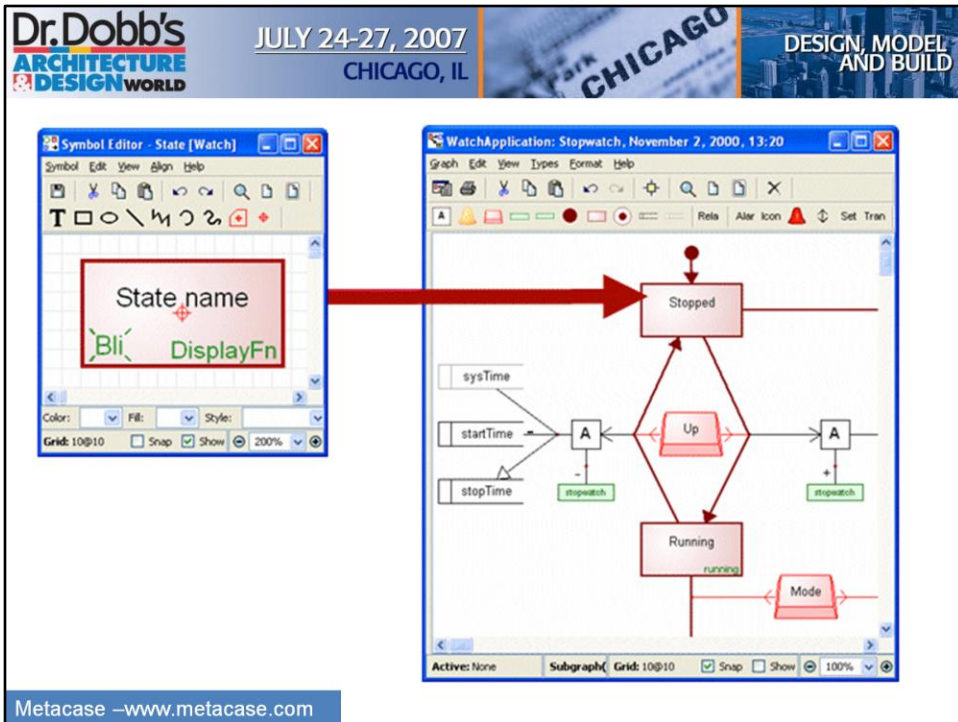 Dr. Dobb's
ARCHITECTURE
& DESIGN WORLD
JULY 24-27, 2007
CHICAGO, IL
Park
CHICAGO
DESIGN, MODEL
AND BUILD
Symbol Editor - State [Watch]
Symbol Edit View Align Help
T
State name
Bli
DisplayFn
Color: Fill: Style:
Grid: 10@10 Snap Show 200%
WatchApplication: Stopwatch, November 2, 2000, 13:20
Graph Edit View Types Format Help
A Rela Alar Icon Set Tran
Stopped
sysTime
startTime
stopTime
A
Up
A
-
+
stopwatch
stopwatch
Running
running
Mode
Active: None Subgraph( Grid: 10@10 Snap Show 100%
Metacase –www.metacase.com